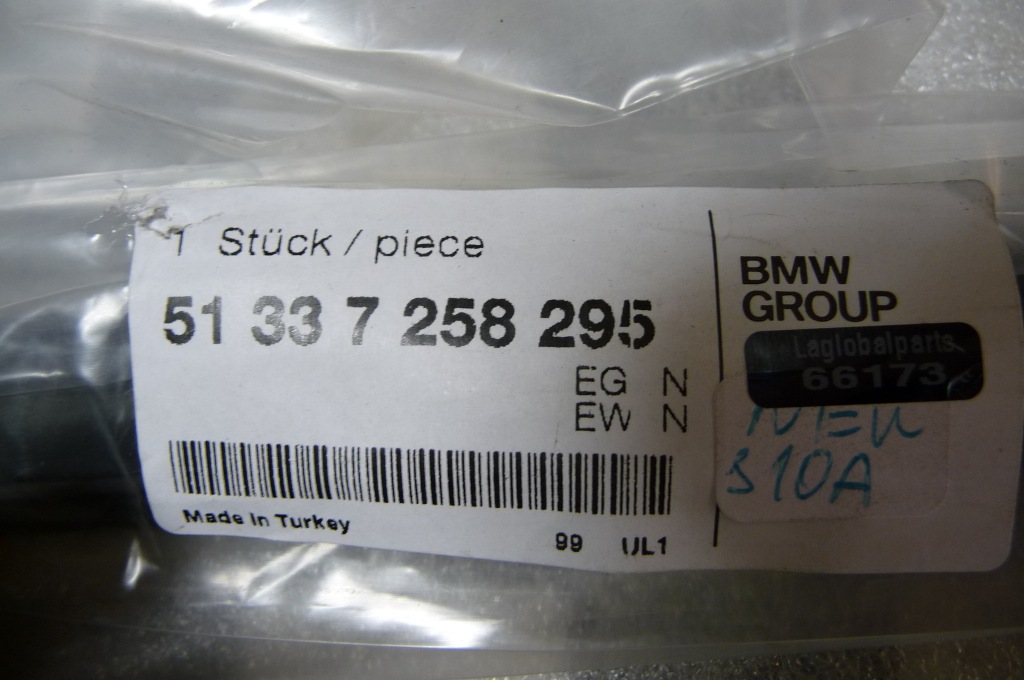 1 Stück / piece
51 33 7 258 295
EG N
EW N
Made in Turkey
99 UL1
BMW
GROUP
Laglobalparts
66173
NEU
310A